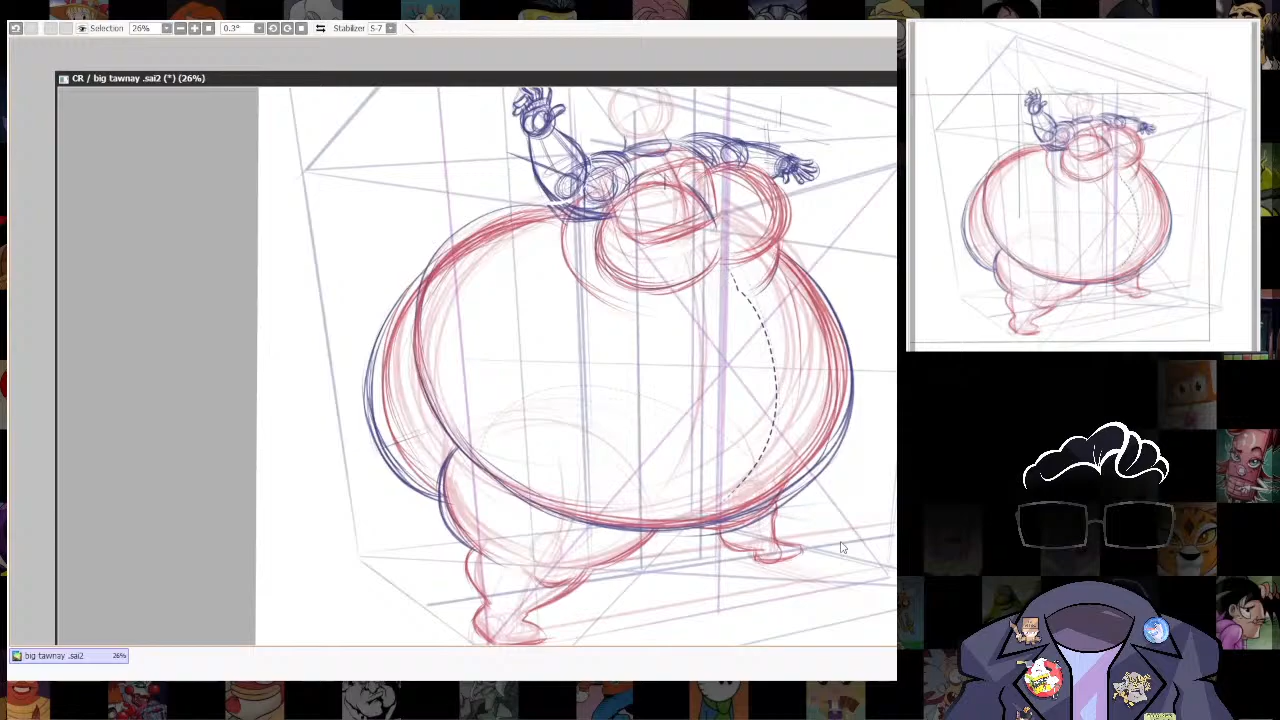 Selection 26% 0.3° Stabilizer S-7
CR / big tawnay .sai2 (*) (26%)
big tawnay .sai2 26%